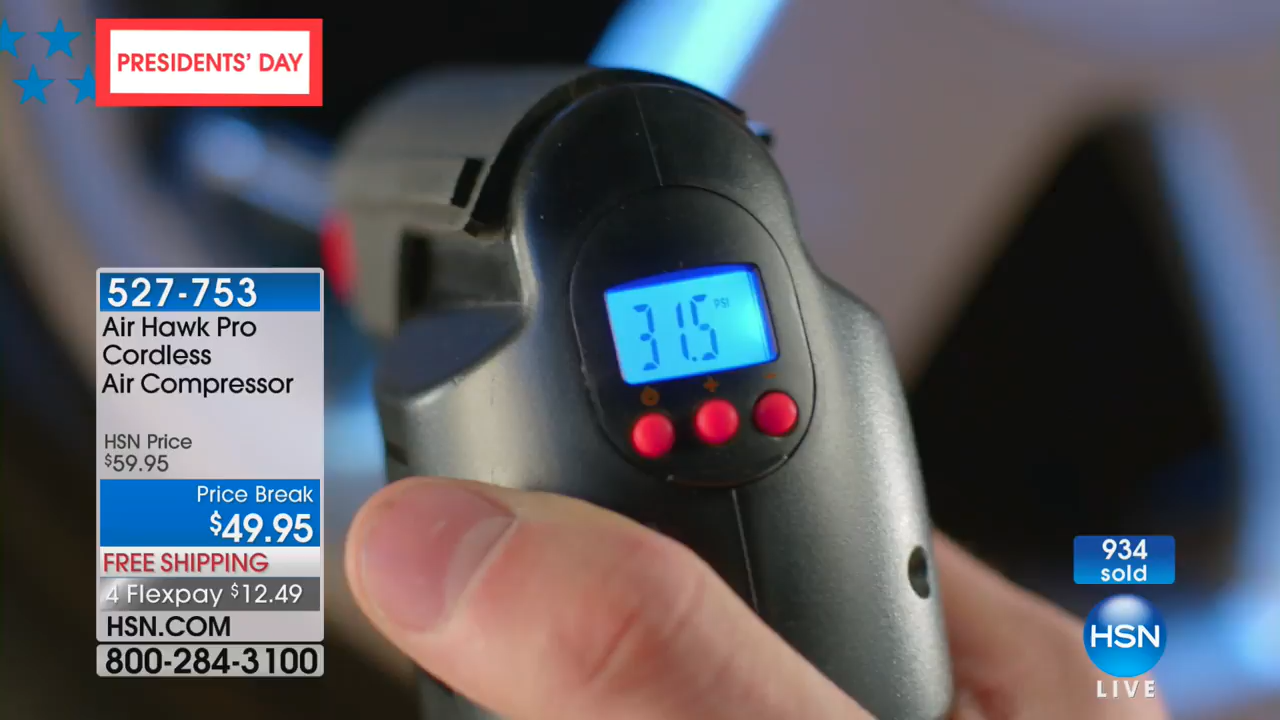 PRESIDENTS' DAY
527-753
Air Hawk Pro
Cordless
Air Compressor
HSN Price
$59.95
Price Break
$49.95
FREE SHIPPING
4 Flexpay $12.49
HSN.COM
800-284-3100
31.5 PSI
934
sold
HSN
LIVE